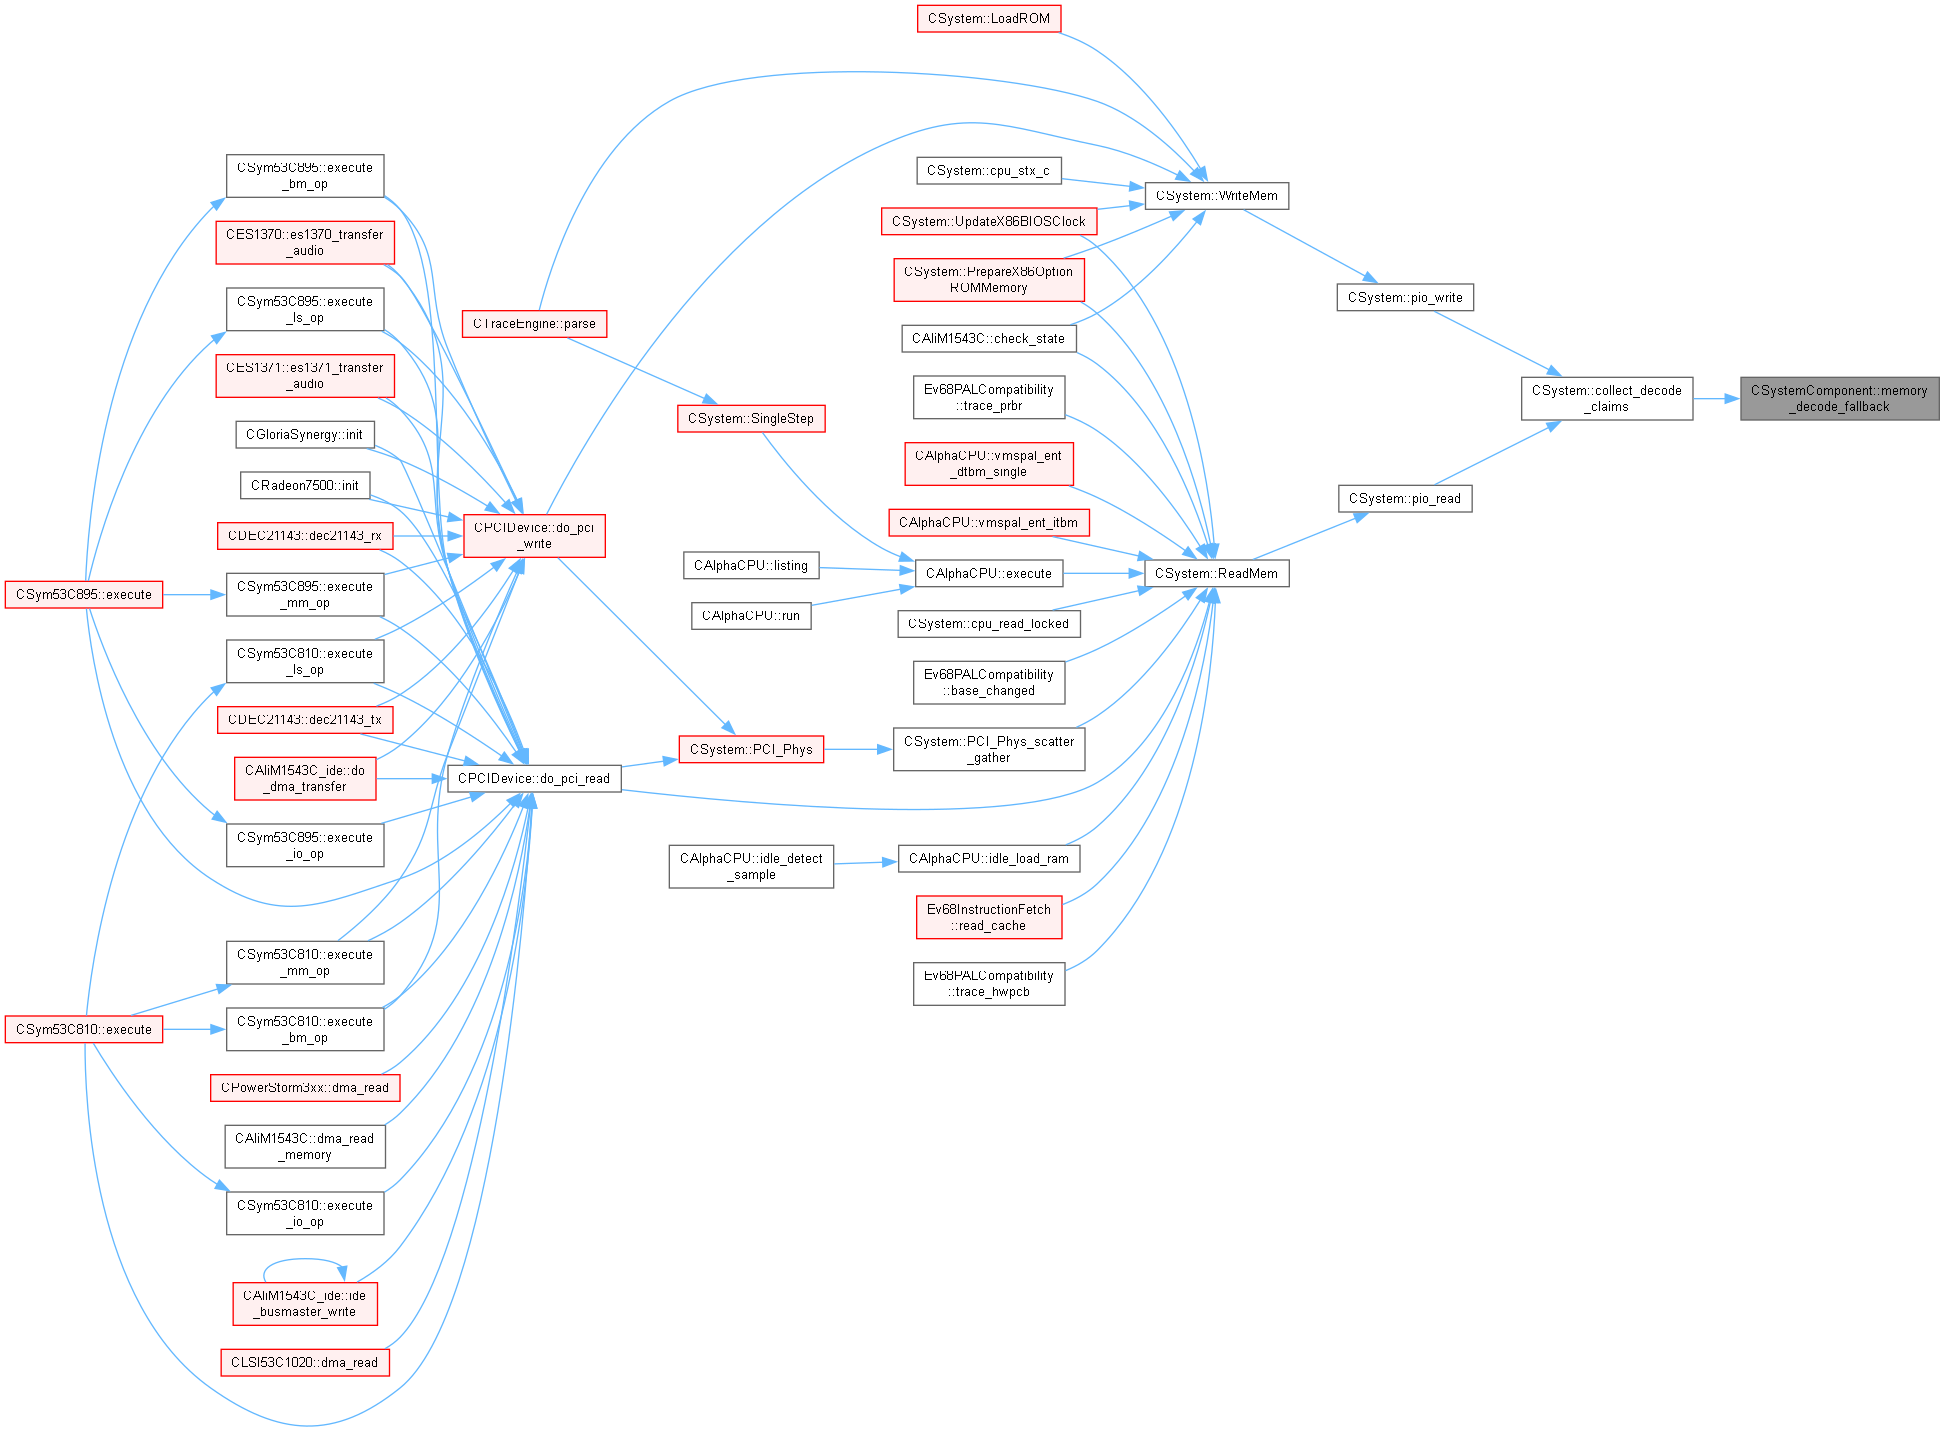 CSystem::LoadROM
CSym53C895::execute
_bm_op
CES1370::es1370_transfer
_audio
CSym53C895::execute
_ls_op
CES1371::es1371_transfer
_audio
CGloriaSynergy::init
CRadeon7500::init
CDEC21143::dec21143_rx
CSym53C895::execute
CSym53C895::execute
_mm_op
CSym53C810::execute
_ls_op
CDEC21143::dec21143_tx
CAliM1543C_ide::do
_dma_transfer
CSym53C895::execute
_io_op
CSym53C810::execute
_mm_op
CSym53C810::execute
CSym53C810::execute
_bm_op
CPowerStorm3xx::dma_read
CAliM1543C::dma_read
_memory
CSym53C810::execute
_io_op
CAliM1543C_ide::ide
_busmaster_write
CLSI53C1020::dma_read
CTraceEngine::parse
CPCIDevice::do_pci
_write
CPCIDevice::do_pci_read
CSystem::SingleStep
CAlphaCPU::listing
CAlphaCPU::run
CSystem::PCI_Phys
CAlphaCPU::idle_detect
_sample
CSystem::cpu_stx_c
CSystem::UpdateX86BIOSClock
CSystem::PrepareX86Option
ROMMemory
CAliM1543C::check_state
Ev68PALCompatibility
::trace_prbr
CAlphaCPU::vmspal_ent
_dtbm_single
CAlphaCPU::vmspal_ent_itbm
CAlphaCPU::execute
CSystem::cpu_read_locked
Ev68PALCompatibility
::base_changed
CSystem::PCI_Phys_scatter
_gather
CAlphaCPU::idle_load_ram
Ev68InstructionFetch
::read_cache
Ev68PALCompatibility
::trace_hwpcb
CSystem::WriteMem
CSystem::ReadMem
CSystem::pio_write
CSystem::pio_read
CSystem::collect_decode
_claims
CSystemComponent::memory
_decode_fallback